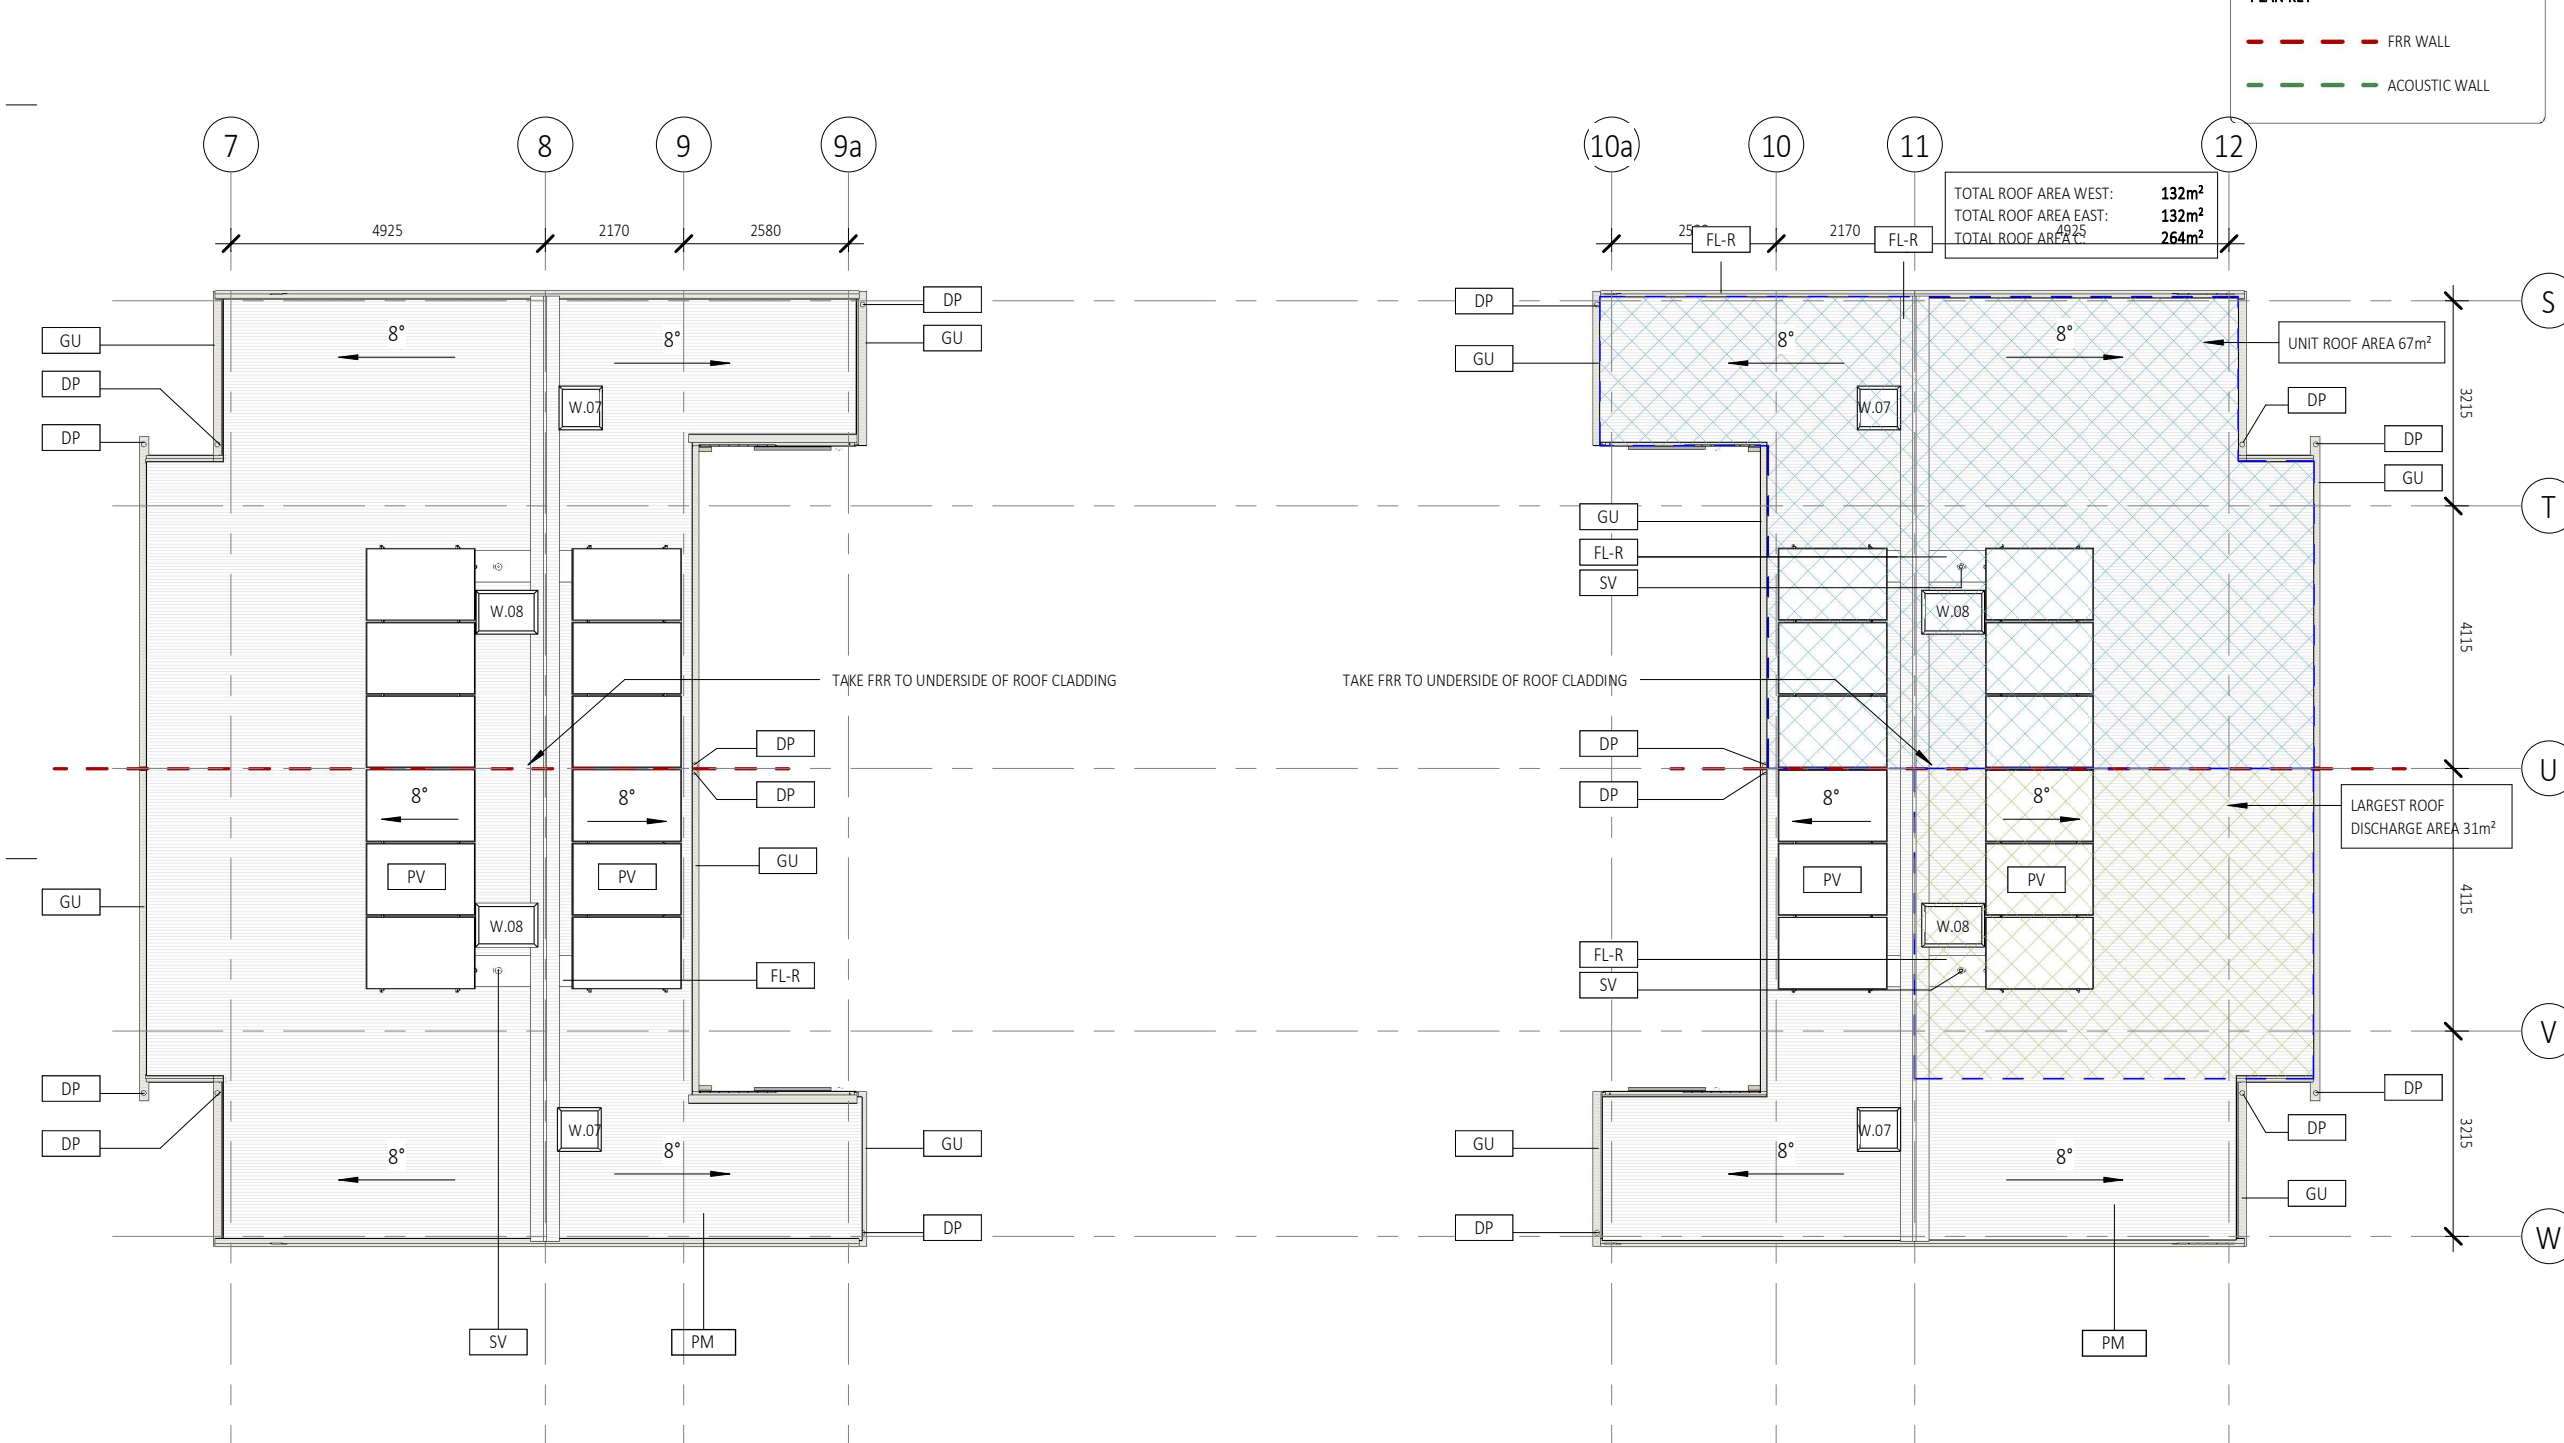 FRR WALL
ACOUSTIC WALL
7
8
9
9a
10a
10
11
12
TOTAL ROOF AREA WEST: 132m²
TOTAL ROOF AREA EAST: 132m²
TOTAL ROOF AREA C: 264m²
4925
2170
2580
2170
4925
FL-R
FL-R
DP
GU
GU
DP
DP
8°
8°
W.07
DP
GU
8°
8°
W.07
UNIT ROOF AREA 67m²
DP
DP
GU
S
3215
T
GU
FL-R
SV
W.08
W.08
4115
TAKE FRR TO UNDERSIDE OF ROOF CLADDING
TAKE FRR TO UNDERSIDE OF ROOF CLADDING
DP
DP
DP
DP
U
8°
8°
8°
8°
LARGEST ROOF
DISCHARGE AREA 31m²
GU
PV
PV
PV
PV
GU
W.08
W.08
4115
FL-R
FL-R
SV
V
DP
DP
DP
DP
W.07
W.07
3215
8°
8°
8°
8°
GU
GU
GU
DP
DP
W
SV
PM
PM